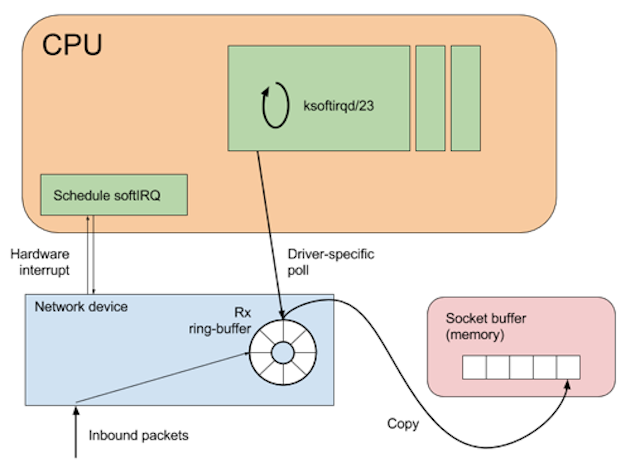 CPU
ksoftirqd/23
Schedule softIRQ
Hardware
interrupt
Driver-specific
poll
Network device
Rx
ring-buffer
Socket buffer
(memory)
Copy
Inbound packets